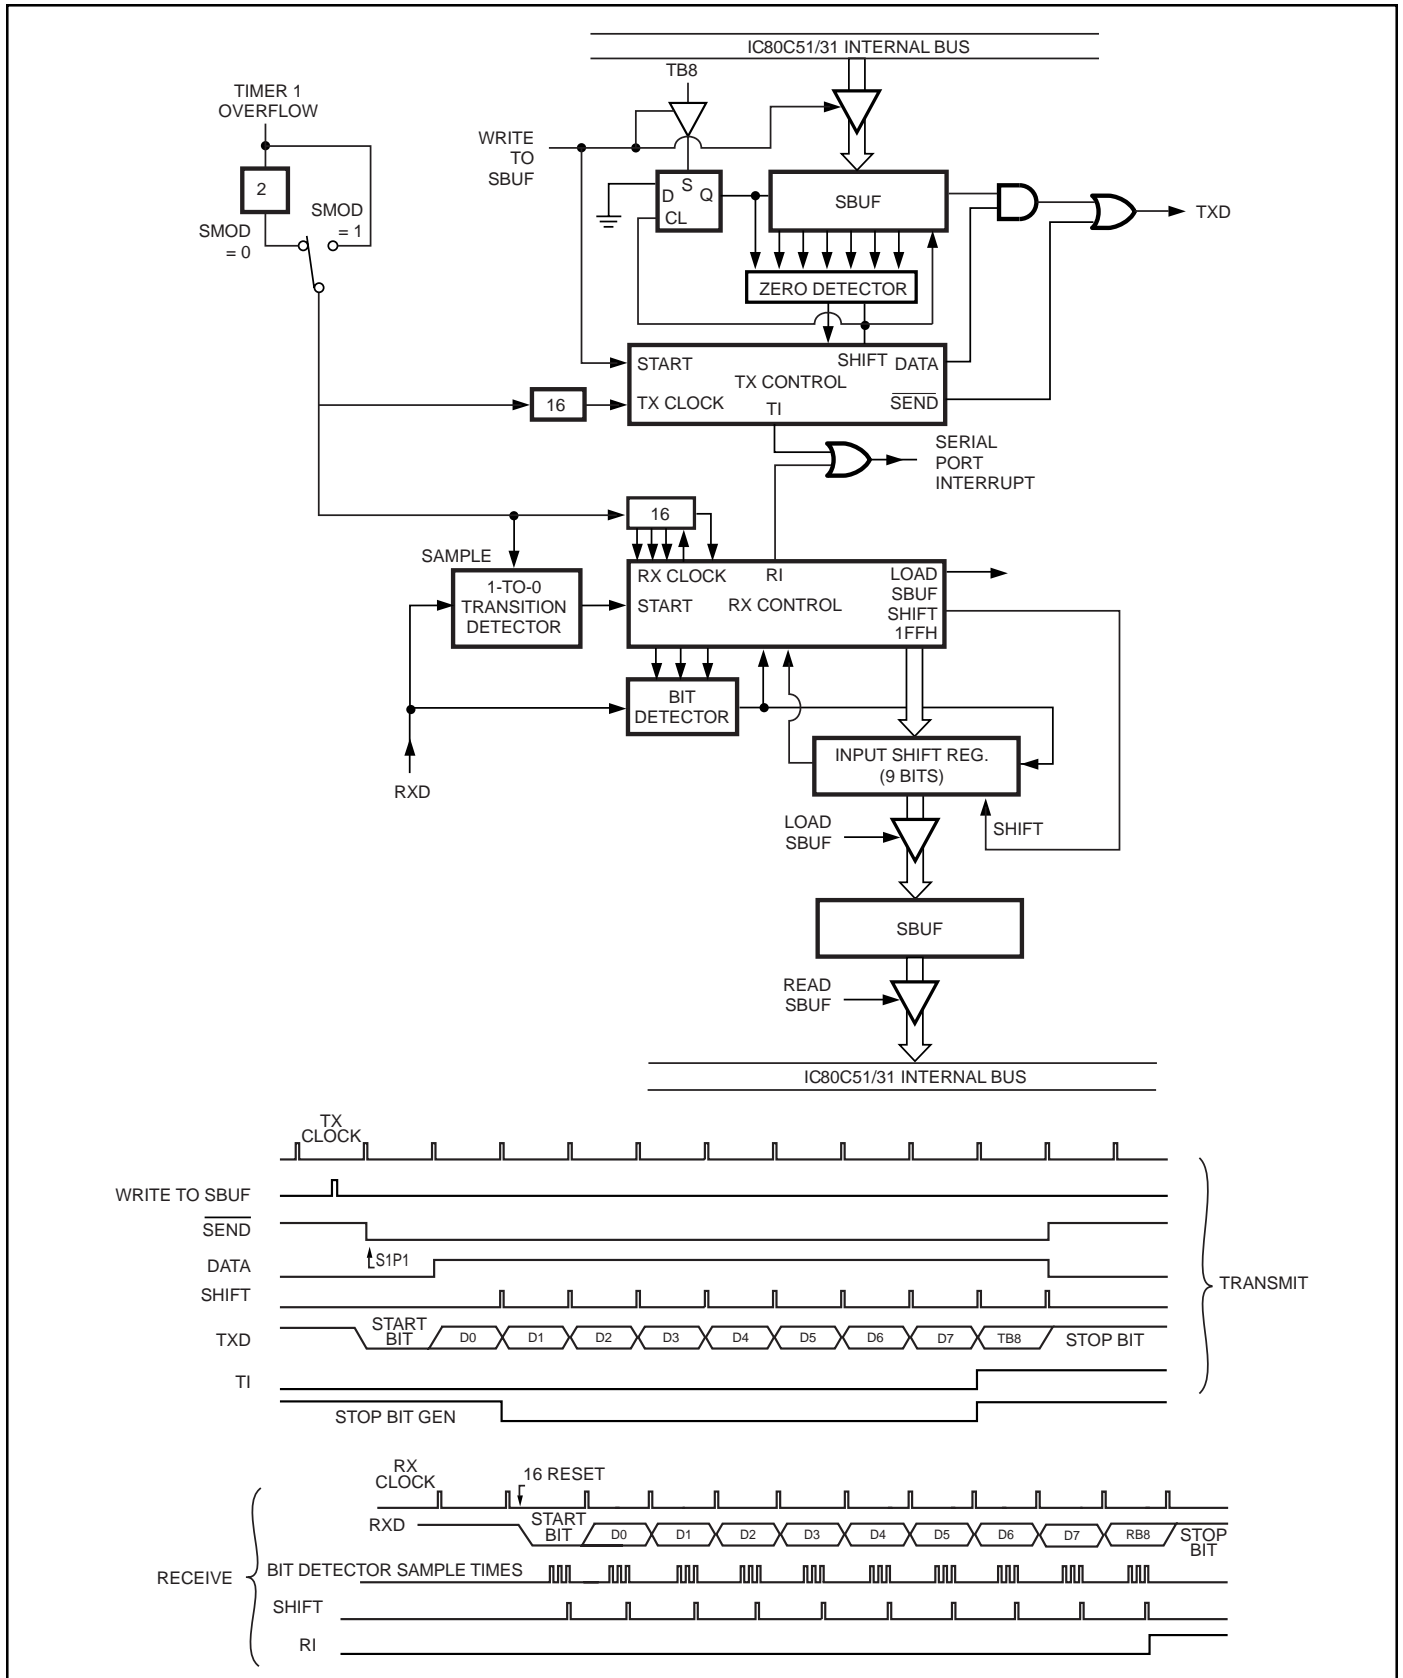 IC80C51/31 INTERNAL BUS
TB8
TIMER 1
OVERFLOW
WRITE
TO
SBUF
2
SMOD
= 1
SMOD
= 0
S
D
Q
CL
SBUF
TXD
ZERO DETECTOR
START
SHIFT
DATA
TX CONTROL
TX CLOCK
TI
SEND
16
SERIAL
PORT
INTERRUPT
16
SAMPLE
1-TO-0
TRANSITION
DETECTOR
RX CLOCK
RI
LOAD
SBUF
START
RX CONTROL
SHIFT
1FFH
BIT
DETECTOR
RXD
INPUT SHIFT REG.
(9 BITS)
LOAD
SBUF
SHIFT
SBUF
READ
SBUF
IC80C51/31 INTERNAL BUS
TX
CLOCK
WRITE TO SBUF
SEND
S1P1
DATA
SHIFT
TRANSMIT
TXD
START
BIT
D0
D1
D2
D3
D4
D5
D6
D7
TB8
STOP BIT
TI
STOP BIT GEN
RX
CLOCK
16 RESET
RXD
START
BIT
D0
D1
D2
D3
D4
D5
D6
D7
RB8
STOP
BIT
RECEIVE
BIT DETECTOR SAMPLE TIMES
SHIFT
RI